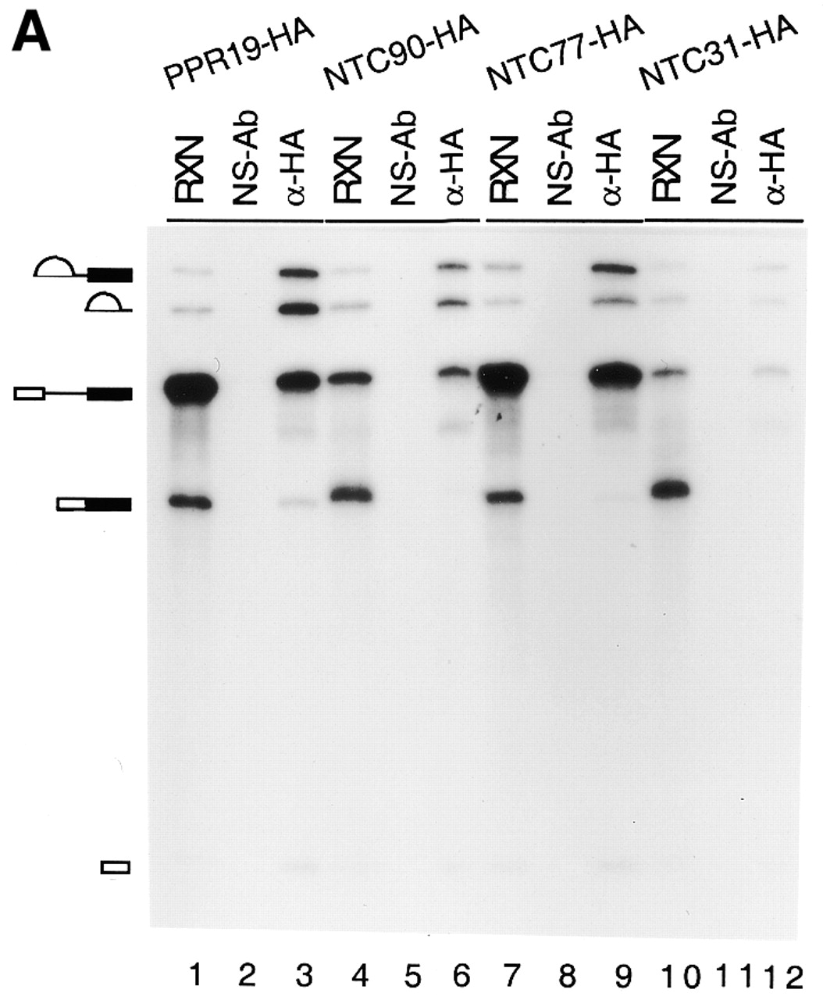 A
PPR19-HA NTC90-HA NTC77-HA NTC31-HA
RXN NS-Ab α-HA RXN NS-Ab α-HA RXN NS-Ab α-HA RXN NS-Ab α-HA
1 2 3 4 5 6 7 8 9 10 11 12